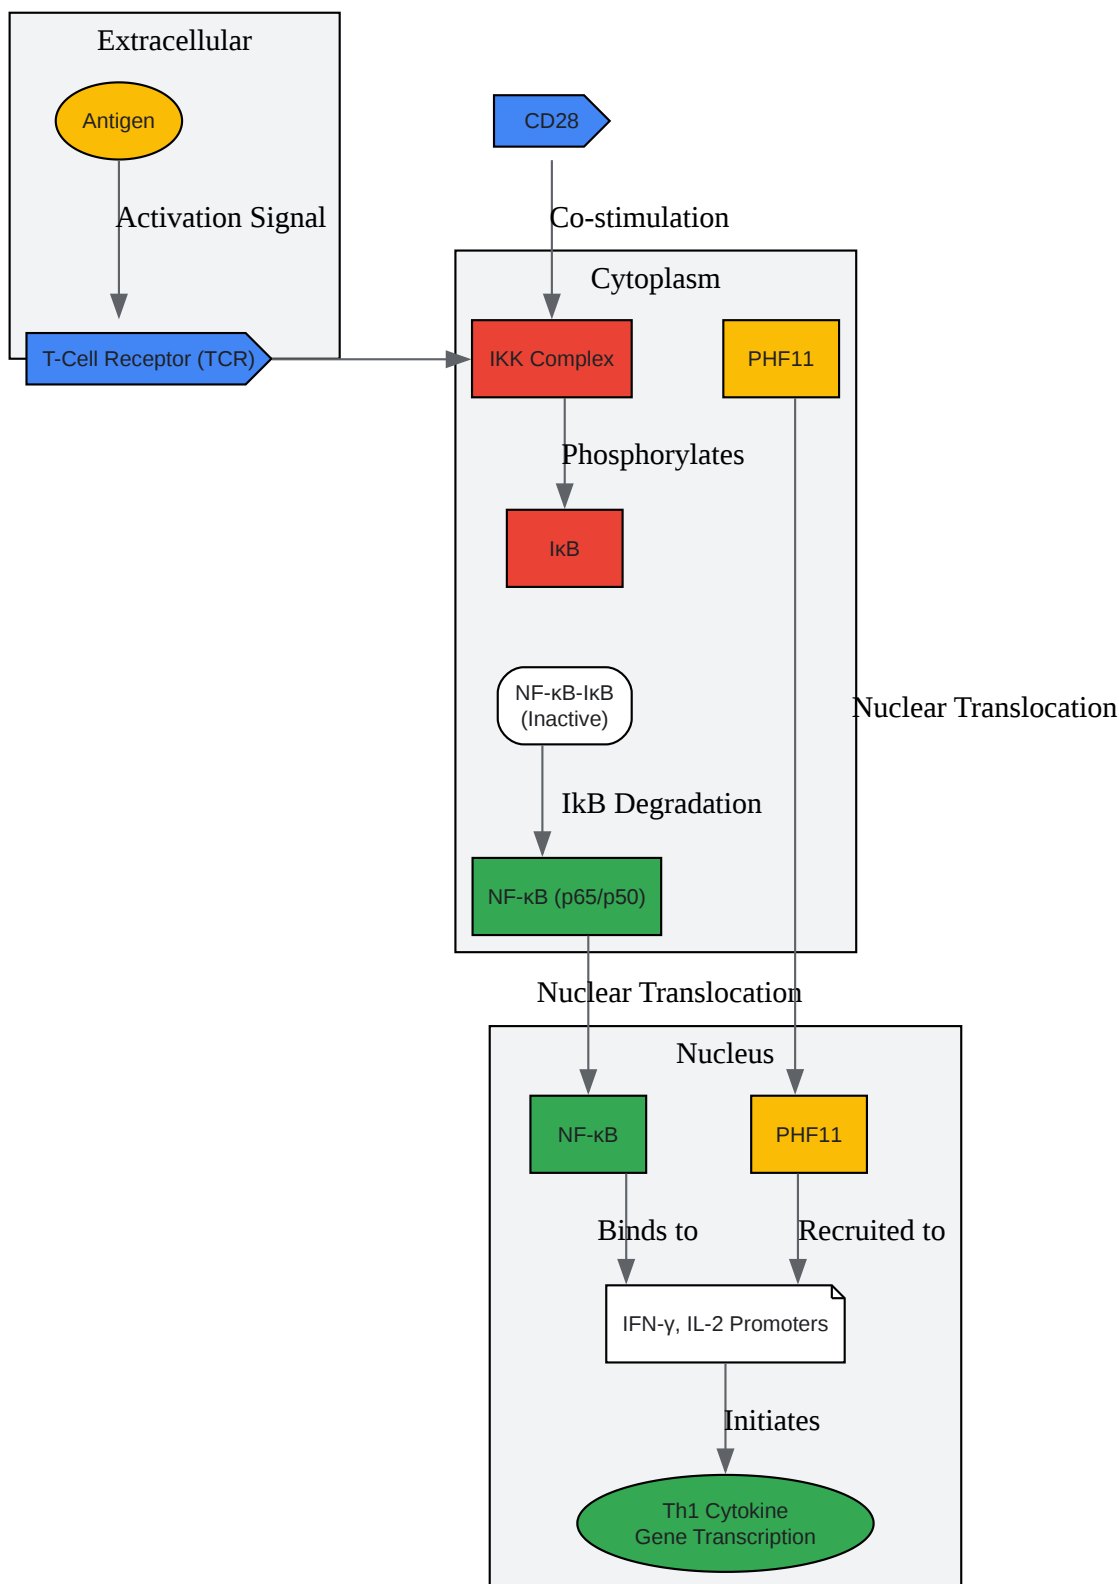 Extracellular
Antigen
CD28
Activation Signal
Co-stimulation
Cytoplasm
T-Cell Receptor (TCR)
IKK Complex
PHF11
Phosphorylates
IκB
NF-κB-IκB
(Inactive)
Nuclear Translocation
IkB Degradation
NF-κB (p65/p50)
Nuclear Translocation
Nucleus
NF-κB
PHF11
Binds to
Recruited to
IFN-γ, IL-2 Promoters
Initiates
Th1 Cytokine
Gene Transcription